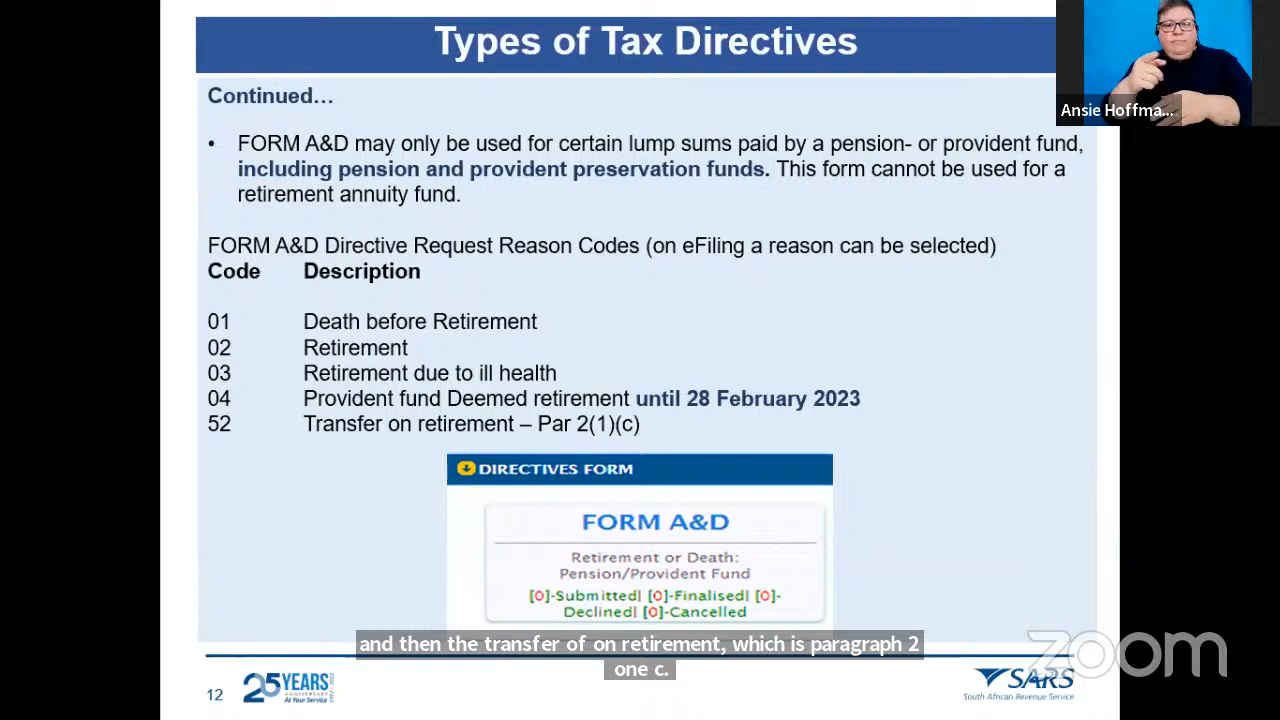 Types of Tax Directives
Ansie Hoffma...
Continued...
• FORM A&D may only be used for certain lump sums paid by a pension- or provident fund,
including pension and provident preservation funds. This form cannot be used for a
retirement annuity fund.
FORM A&D Directive Request Reason Codes (on eFiling a reason can be selected)
Code Description
01 Death before Retirement
02 Retirement
03 Retirement due to ill health
04 Provident fund Deemed retirement until 28 February 2023
52 Transfer on retirement – Par 2(1)(c)
DIRECTIVES FORM
FORM A&D
Retirement or Death:
Pension/Provident Fund
[0]-Submitted| [0]-Finalised| [0]-
Declined| [0]-Cancelled
and then the transfer of on retirement, which is paragraph 2
one c.
zoom
12
25 YEARS
ANNIVERSARY
At Your Service
SARS
South African Revenue Service